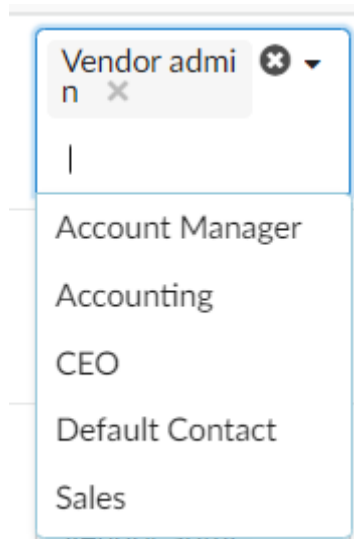 Vendor admi
n
Account Manager
Accounting
CEO
Default Contact
Sales